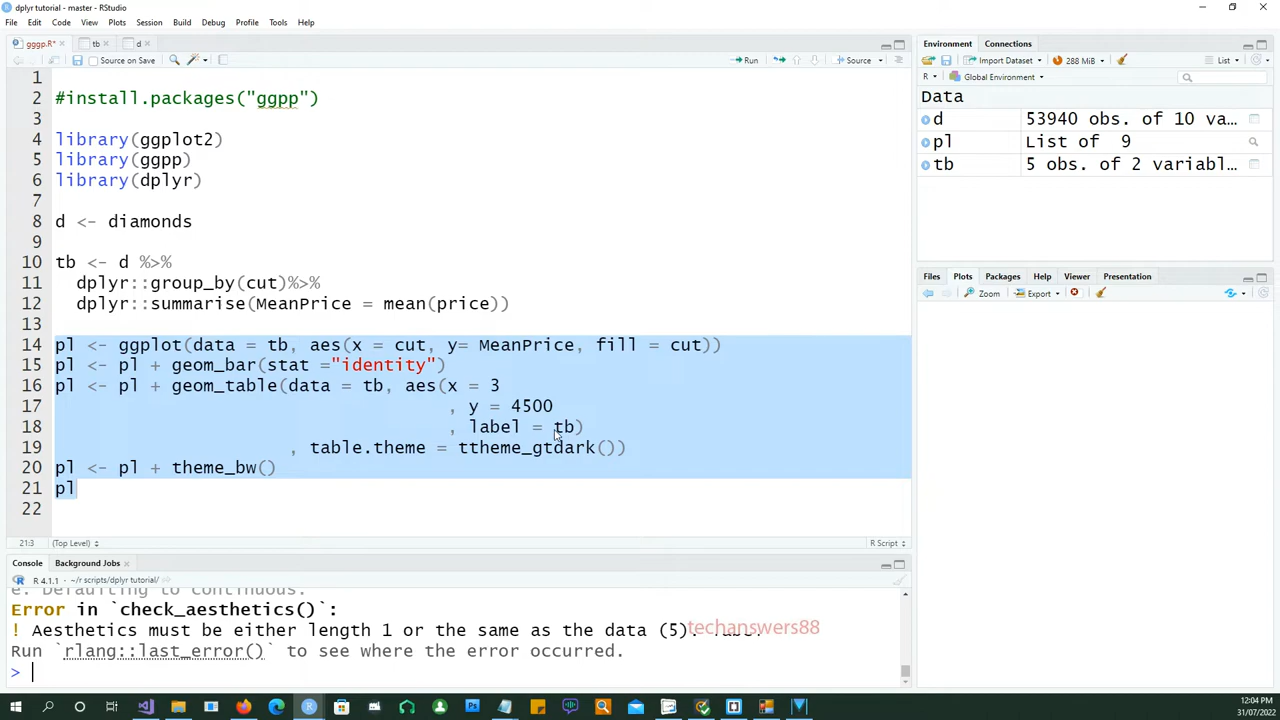 dplyr tutorial - master - RStudio
File Edit Code View Plots Session Build Debug Profile Tools Help
gggp.R* × tb × d ×
Source on Save Run Source
1
2 #install.packages("ggpp")
3
4 library(ggplot2)
5 library(ggpp)
6 library(dplyr)
7
8 d <- diamonds
9
10 tb <- d %>%
11 dplyr::group_by(cut)%>%
12 dplyr::summarise(MeanPrice = mean(price))
13
14 pl <- ggplot(data = tb, aes(x = cut, y= MeanPrice, fill = cut))
15 pl <- pl + geom_bar(stat ="identity")
16 pl <- pl + geom_table(data = tb, aes(x = 3
17 , y = 4500
18 , label = tb)
19 , table.theme = ttheme_gtdark())
20 pl <- pl + theme_bw()
21 pl
22
21:3 (Top Level) R Script
Console Background Jobs ×
R 4.1.1 · ~/r scripts/dplyr tutorial/
e. Defaulting to continuous.
Error in `check_aesthetics()`:
! Aesthetics must be either length 1 or the same as the data (5):
techanswers88
Run `rlang::last_error()` to see where the error occurred.
>
Environment Connections
Import Dataset 288 MiB List
R Global Environment
Data
d 53940 obs. of 10 va…
pl List of 9
tb 5 obs. of 2 variabl…
Files Plots Packages Help Viewer Presentation
Zoom Export
12:04 PM
31/07/2022